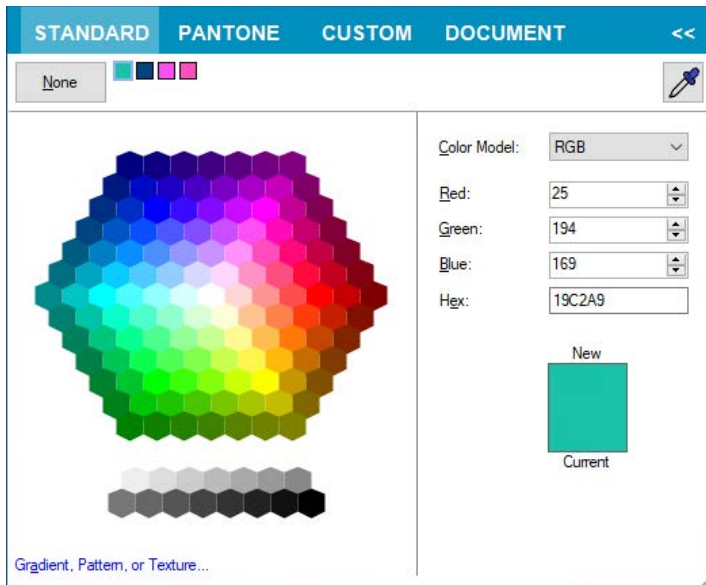 STANDARD PANTONE CUSTOM DOCUMENT <<
None
Color Model: RGB
Red: 25
Green: 194
Blue: 169
Hex: 19C2A9
New
Current
Gradient, Pattern, or Texture...